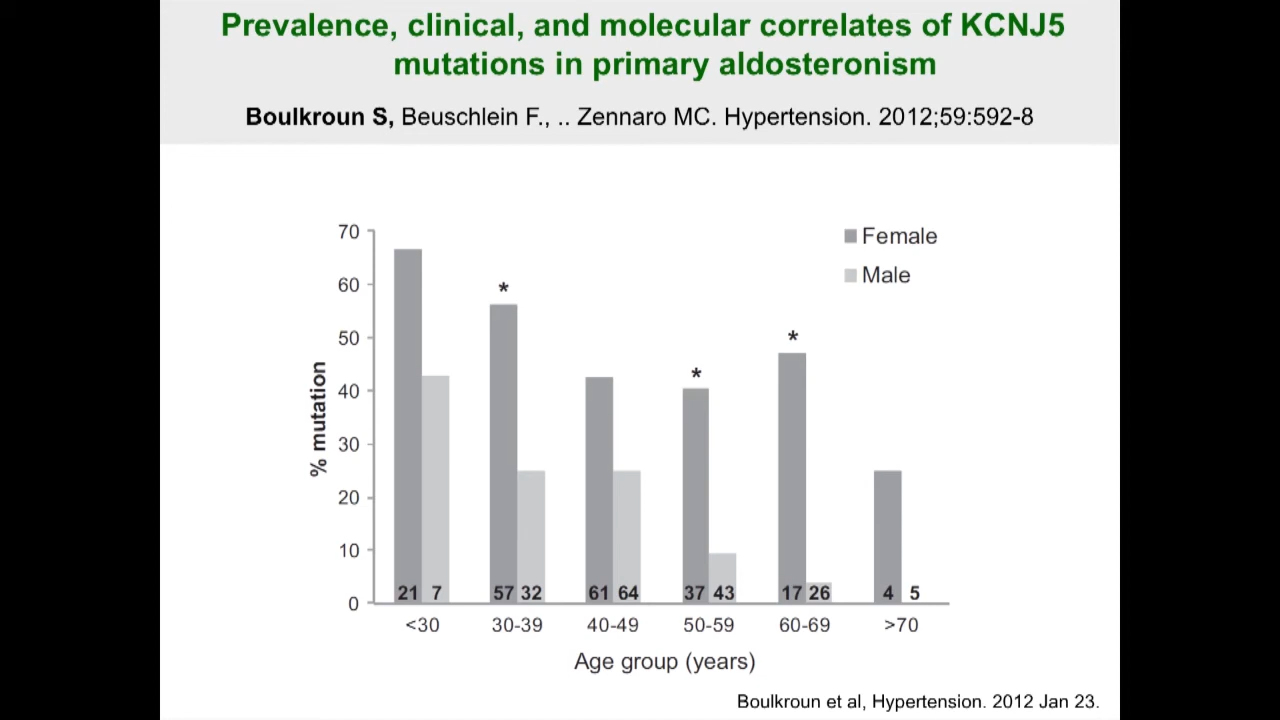 Prevalence, clinical, and molecular correlates of KCNJ5
mutations in primary aldosteronism
Boulkroun S, Beuschlein F., .. Zennaro MC. Hypertension. 2012;59:592-8
Female
Male
% mutation
70
60
50
40
30
20
10
0
*
*
*
21 7 57 32 61 64 37 43 17 26 4 5
<30 30-39 40-49 50-59 60-69 >70
Age group (years)
Boulkroun et al, Hypertension. 2012 Jan 23.